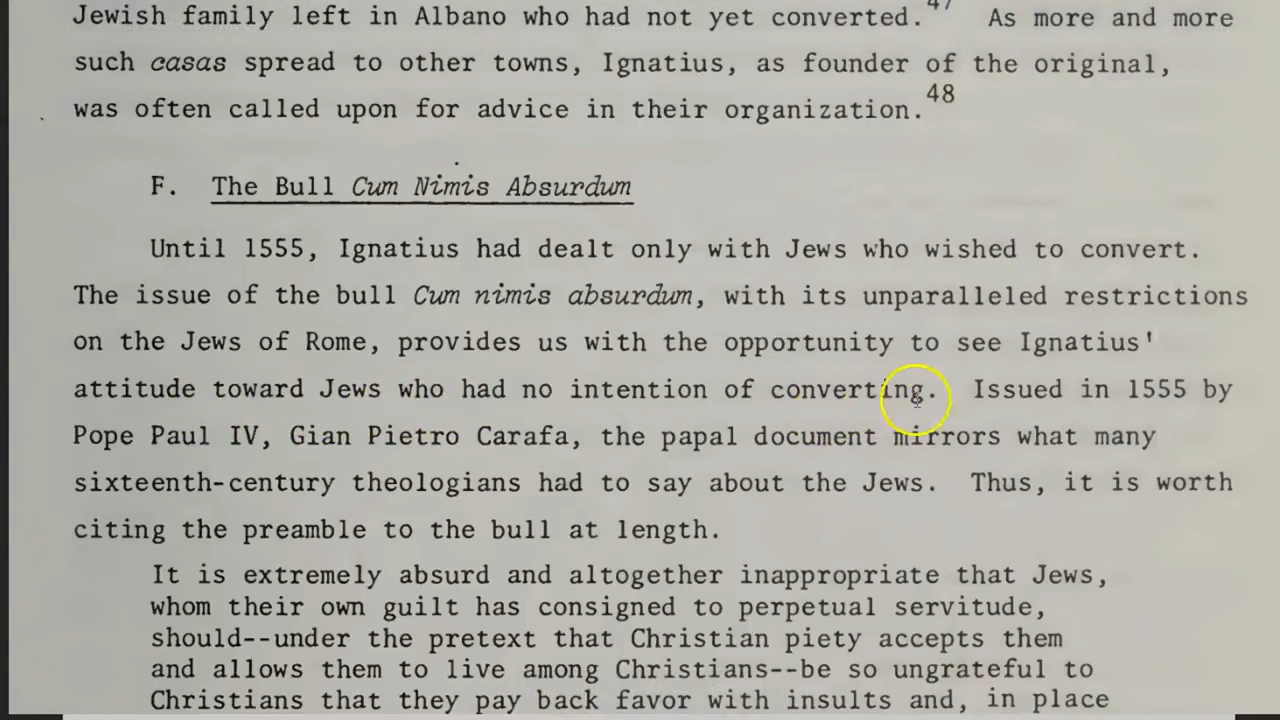 Jewish family left in Albano who had not yet converted.47 As more and more
such casas spread to other towns, Ignatius, as founder of the original,
was often called upon for advice in their organization.48
F. The Bull Cum Nimis Absurdum
Until 1555, Ignatius had dealt only with Jews who wished to convert.
The issue of the bull Cum nimis absurdum, with its unparalleled restrictions
on the Jews of Rome, provides us with the opportunity to see Ignatius'
attitude toward Jews who had no intention of converting. Issued in 1555 by
Pope Paul IV, Gian Pietro Carafa, the papal document mirrors what many
sixteenth-century theologians had to say about the Jews. Thus, it is worth
citing the preamble to the bull at length.
It is extremely absurd and altogether inappropriate that Jews,
whom their own guilt has consigned to perpetual servitude,
should--under the pretext that Christian piety accepts them
and allows them to live among Christians--be so ungrateful to
Christians that they pay back favor with insults and, in place